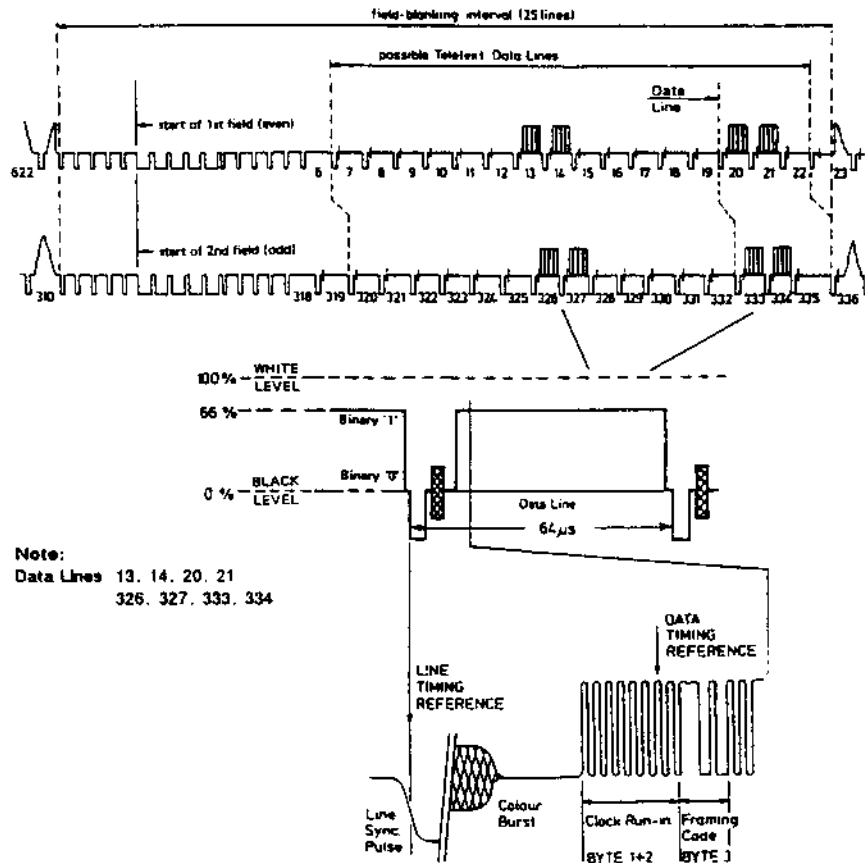 field-blanking interval (25 lines)
possible Teletext Data Lines
Data
Line
start of 1st field (even)
622 6 7 8 9 10 11 12 13 14 15 16 17 18 19 20 21 22 23
start of 2nd field (odd)
310 318 319 320 321 322 323 324 325 326 327 328 329 330 331 332 333 334 335 336
100% WHITE
LEVEL
66%
Binary '1'
Binary '0'
0% BLACK
LEVEL
Data Line
64µs
Note:
Data Lines 13, 14, 20, 21
326, 327, 333, 334
DATA
TIMING
REFERENCE
LINE
TIMING
REFERENCE
Line
Sync.
Pulse
Colour
Burst
Clock Run-in
Framing
Code
BYTE 1+2
BYTE 3